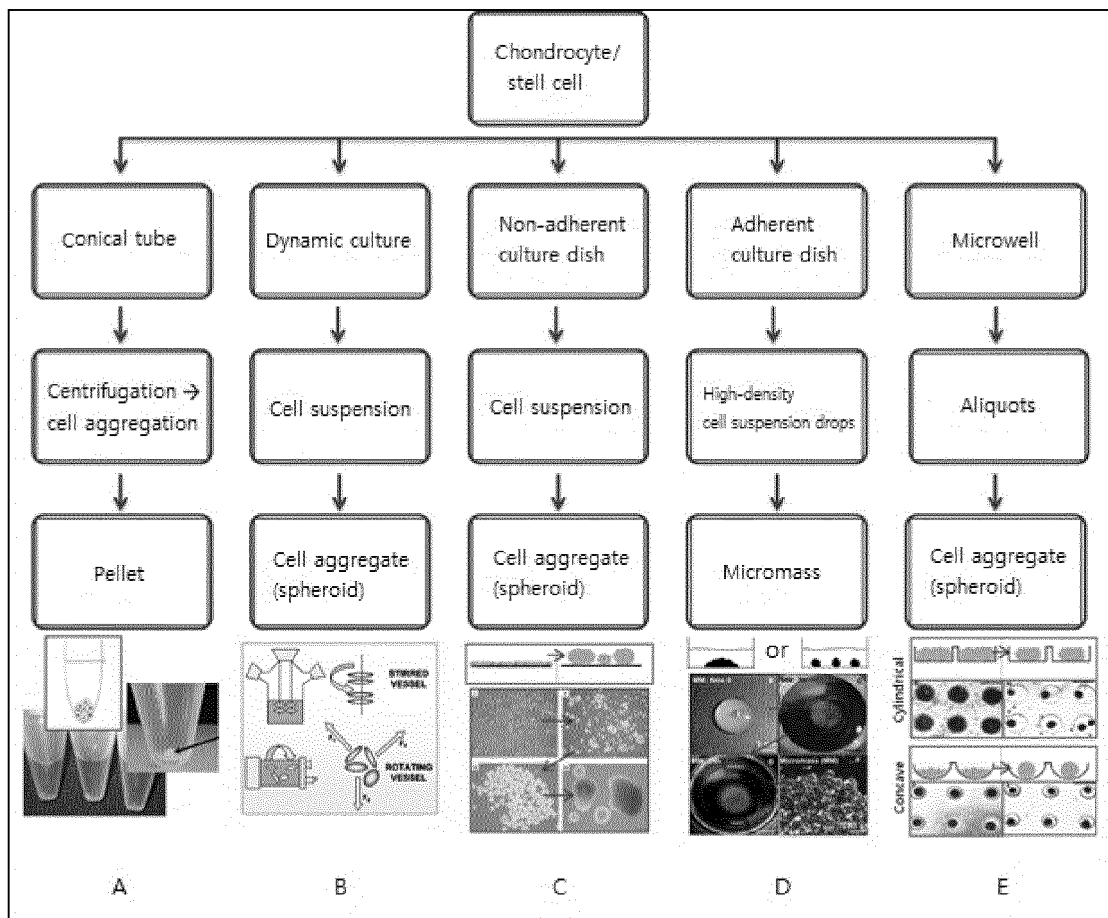 Chondrocyte/
stell cell
Conical tube
Dynamic culture
Non-adherent
culture dish
Adherent
culture dish
Microwell
Centrifugation →
cell aggregation
Cell suspension
Cell suspension
High-density
cell suspension drops
Aliquots
Pellet
Cell aggregate
(spheroid)
Cell aggregate
(spheroid)
Micromass
Cell aggregate
(spheroid)
STIRRED
VESSEL
ROTATING
VESSEL
or
Cylindrical
Concave
A
B
C
D
E